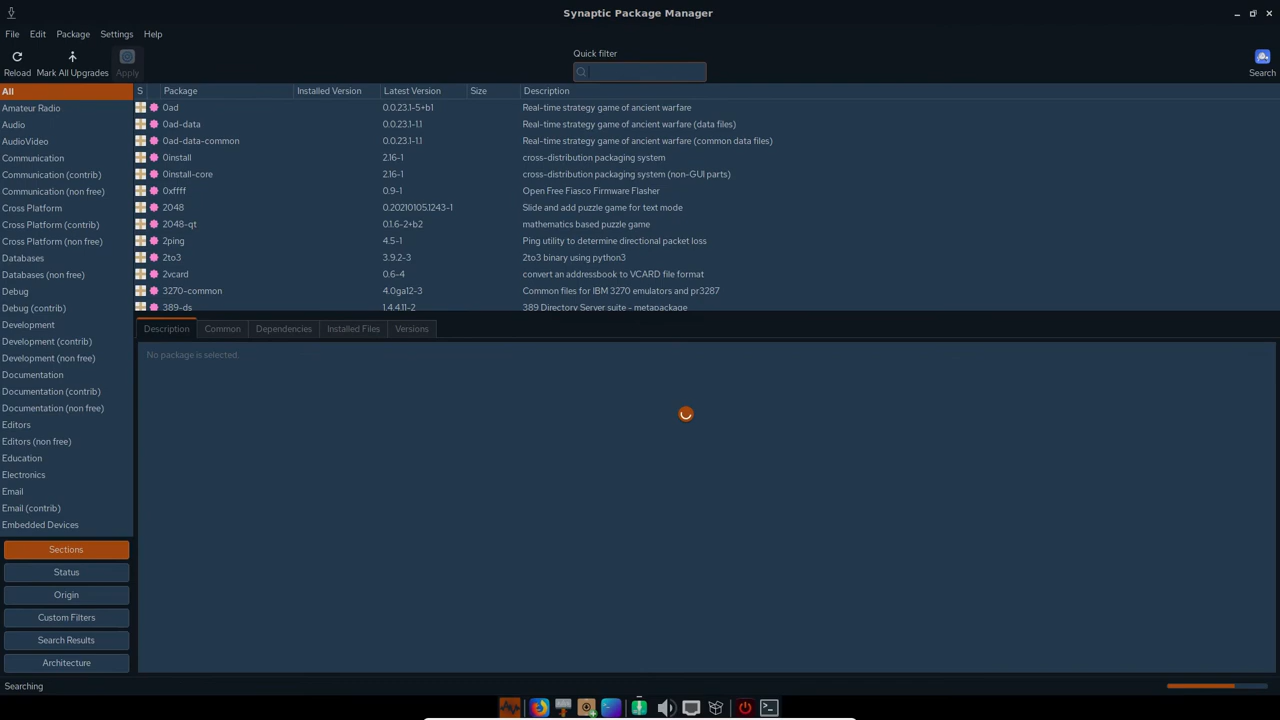 Synaptic Package Manager
File Edit Package Settings Help
Quick filter
Reload Mark All Upgrades Apply Search
S Package Installed Version Latest Version Size Description
All
Amateur Radio
Audio
AudioVideo
Communication
Communication (contrib)
Communication (non free)
Cross Platform
Cross Platform (contrib)
Cross Platform (non free)
Databases
Databases (non free)
Debug
Debug (contrib)
Development
Development (contrib)
Development (non free)
Documentation
Documentation (contrib)
Documentation (non free)
Editors
Editors (non free)
Education
Electronics
Email
Email (contrib)
Embedded Devices
Sections
Status
Origin
Custom Filters
Search Results
Architecture
0ad 0.0.23.1-5+b1 Real-time strategy game of ancient warfare
0ad-data 0.0.23.1-1.1 Real-time strategy game of ancient warfare (data files)
0ad-data-common 0.0.23.1-1.1 Real-time strategy game of ancient warfare (common data files)
0install 2.16-1 cross-distribution packaging system
0install-core 2.16-1 cross-distribution packaging system (non-GUI parts)
0xffff 0.9-1 Open Free Fiasco Firmware Flasher
2048 0.20210105.1243-1 Slide and add puzzle game for text mode
2048-qt 0.1.6-2+b2 mathematics based puzzle game
2ping 4.5-1 Ping utility to determine directional packet loss
2to3 3.9.2-3 2to3 binary using python3
2vcard 0.6-4 convert an addressbook to VCARD file format
3270-common 4.0ga12-3 Common files for IBM 3270 emulators and pr3287
389-ds 1.4.4.11-2 389 Directory Server suite - metapackage
Description Common Dependencies Installed Files Versions
No package is selected.
Searching